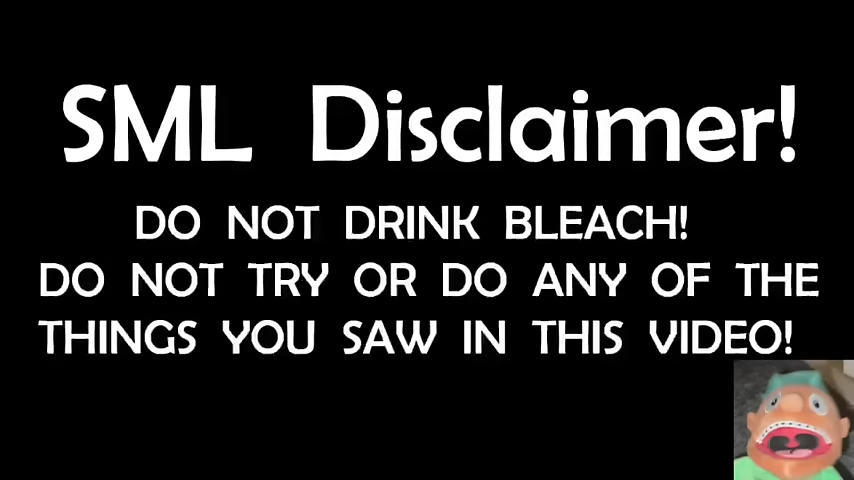 SML Disclaimer!
DO NOT DRINK BLEACH!
DO NOT TRY OR DO ANY OF THE
THINGS YOU SAW IN THIS VIDEO!